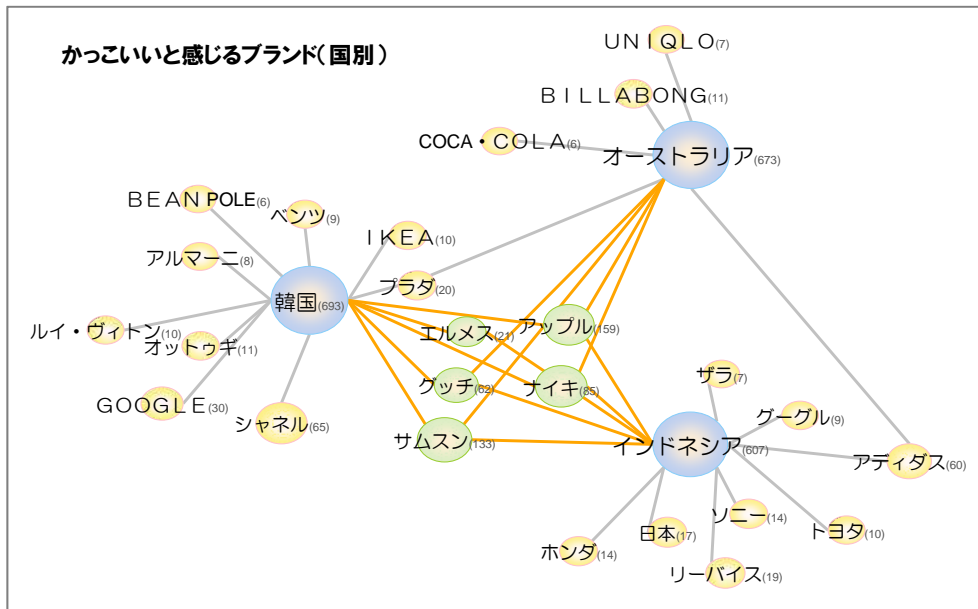 かっこいいと感じるブランド(国別)
ＵＮＩＱＬＯ(7)
ＢＩＬＬＡＢＯＮＧ(11)
COCA・ＣＯＬＡ(6)
オーストラリア(673)
ＢＥＡＮ POLE(6)
ベンツ(9)
ＩＫＥＡ(10)
アルマーニ(8)
プラダ(20)
韓国(693)
ルイ・ヴィトン(10)
オットゥギ(11)
エルメス(21)
アップル(159)
グッチ(62)
ナイキ(85)
ザラ(7)
ＧＯＯＧＬＥ(30)
シャネル(65)
サムスン(133)
インドネシア(607)
グーグル(9)
アディダス(60)
ソニー(14)
トヨタ(10)
日本(17)
ホンダ(14)
リーバイス(19)